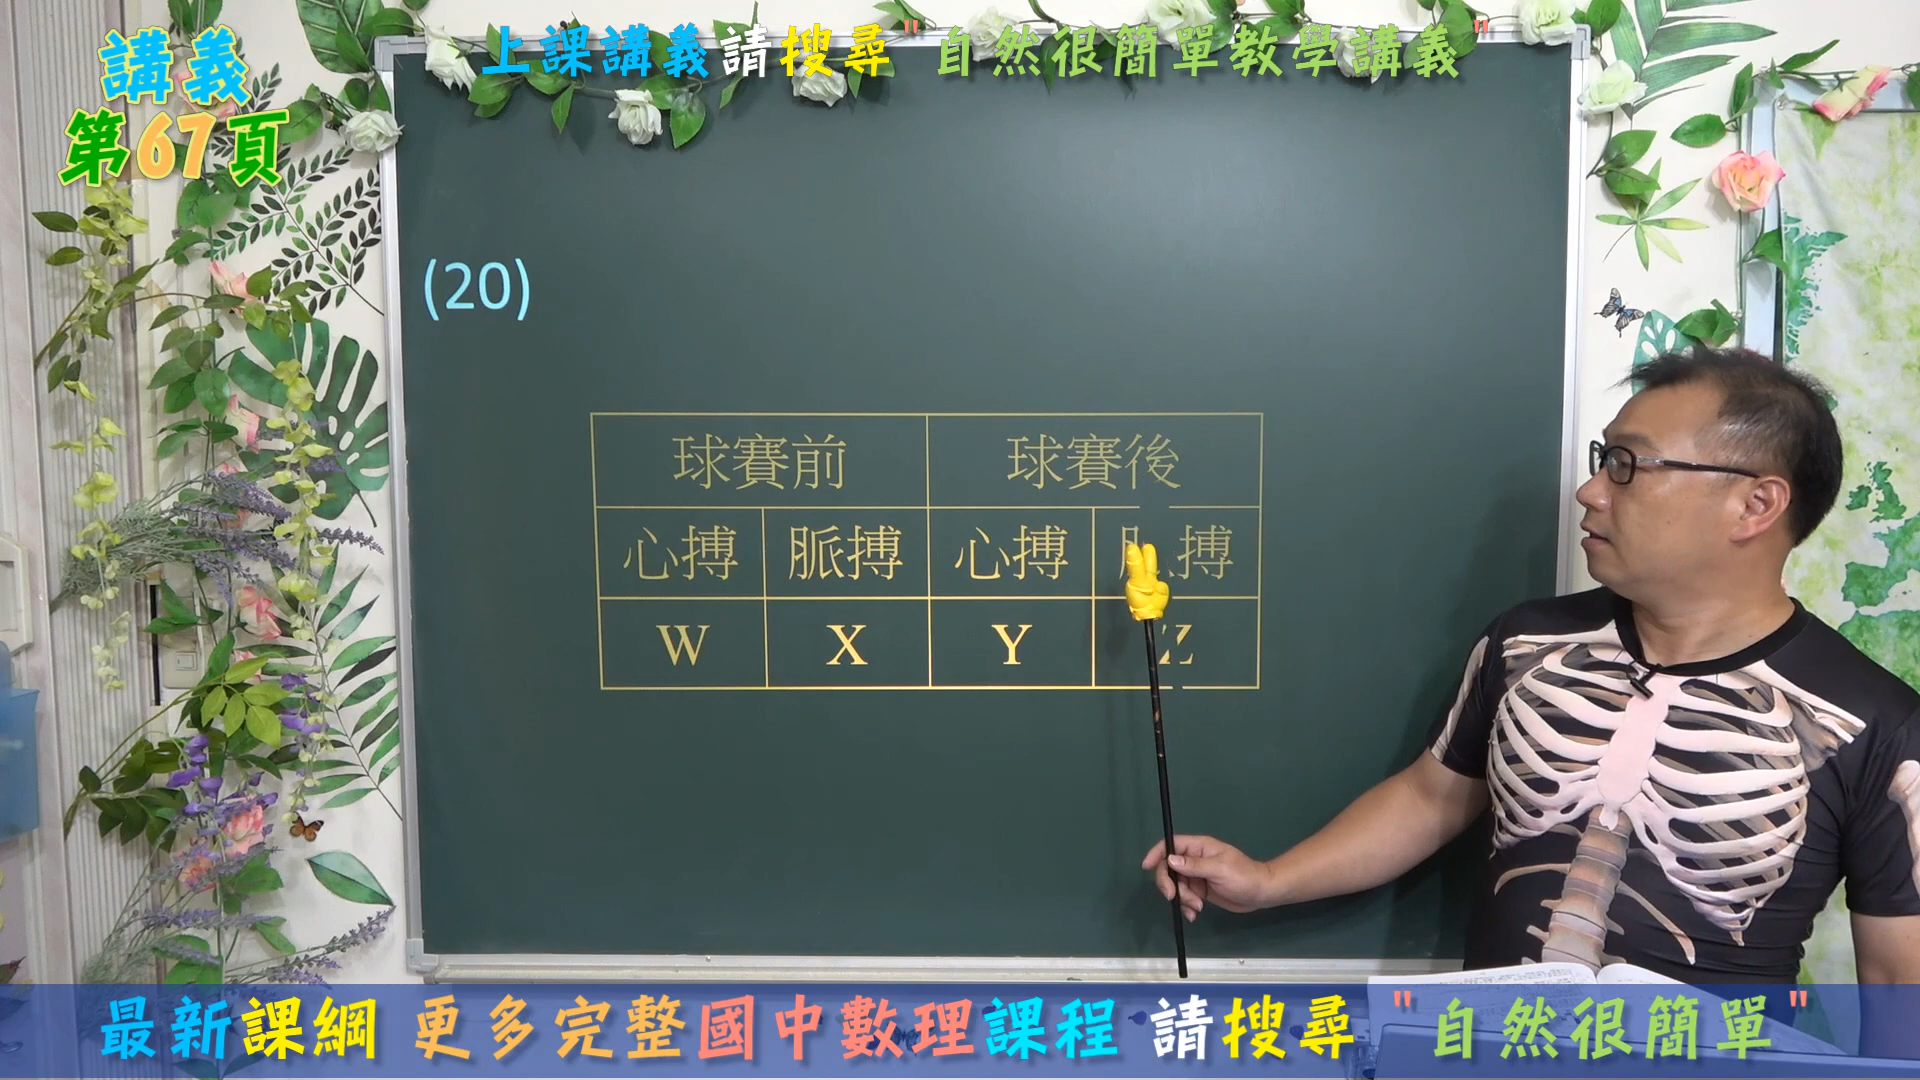 上課講義請搜尋"自然很簡單教學講義"
講義
第67頁
(20)
球賽前 球賽後
心搏 脈搏 心搏 搏
W X Y Z
最新課綱 更多完整國中數理課程 請搜尋 "自然很簡單"